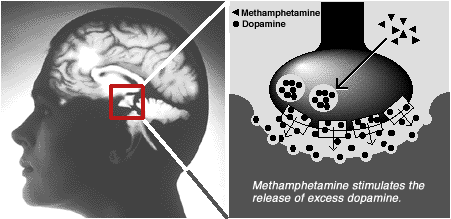 Methamphetamine
Dopamine
Methamphetamine stimulates the
release of excess dopamine.